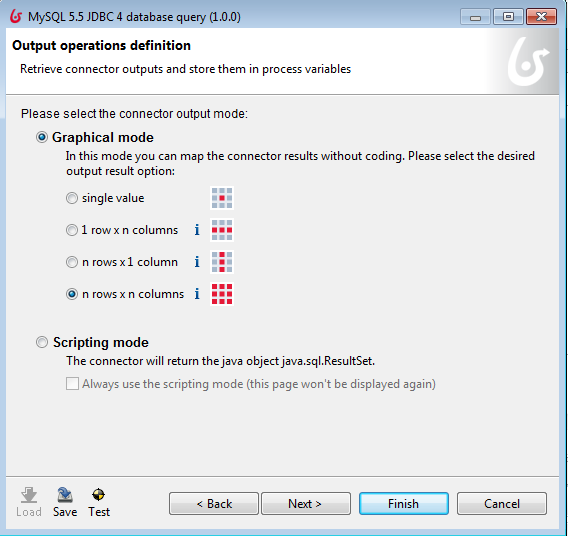 MySQL 5.5 JDBC 4 database query (1.0.0)
Output operations definition
Retrieve connector outputs and store them in process variables
Please select the connector output mode:
Graphical mode
In this mode you can map the connector results without coding. Please select the desired
output result option:
single value
1 row x n columns i
n rows x 1 column i
n rows x n columns i
Scripting mode
The connector will return the java object java.sql.ResultSet.
Always use the scripting mode (this page won't be displayed again)
Load Save Test < Back Next > Finish Cancel